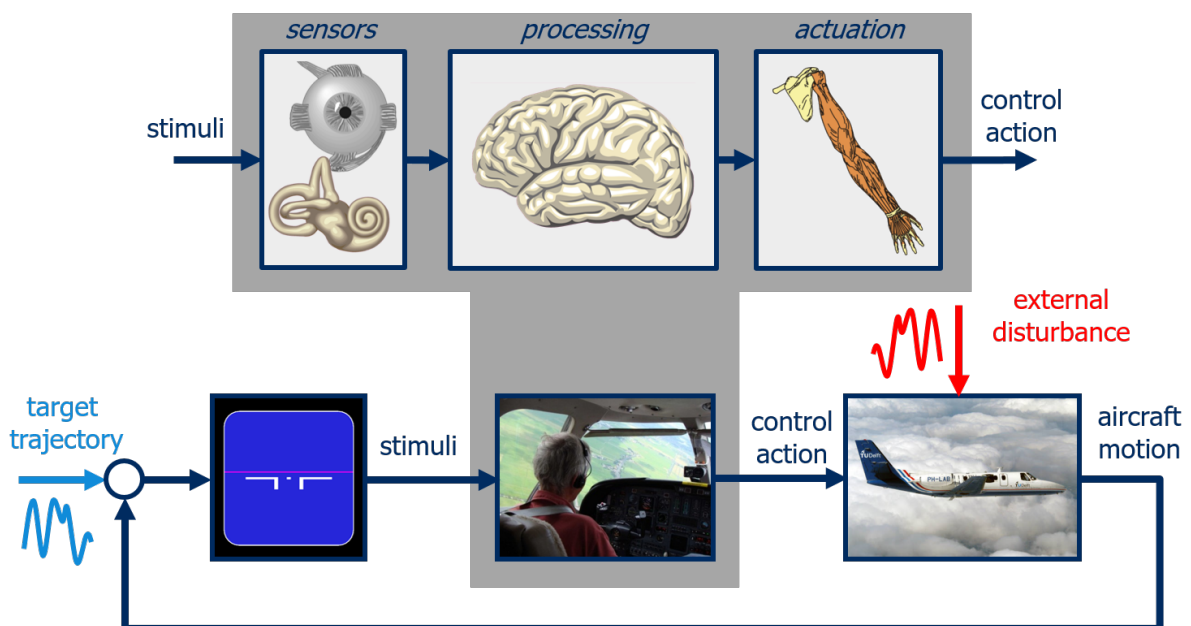 sensors
processing
actuation
stimuli
control
action
external
disturbance
target
trajectory
stimuli
control
action
aircraft
motion
TUDelft
PH-LAB